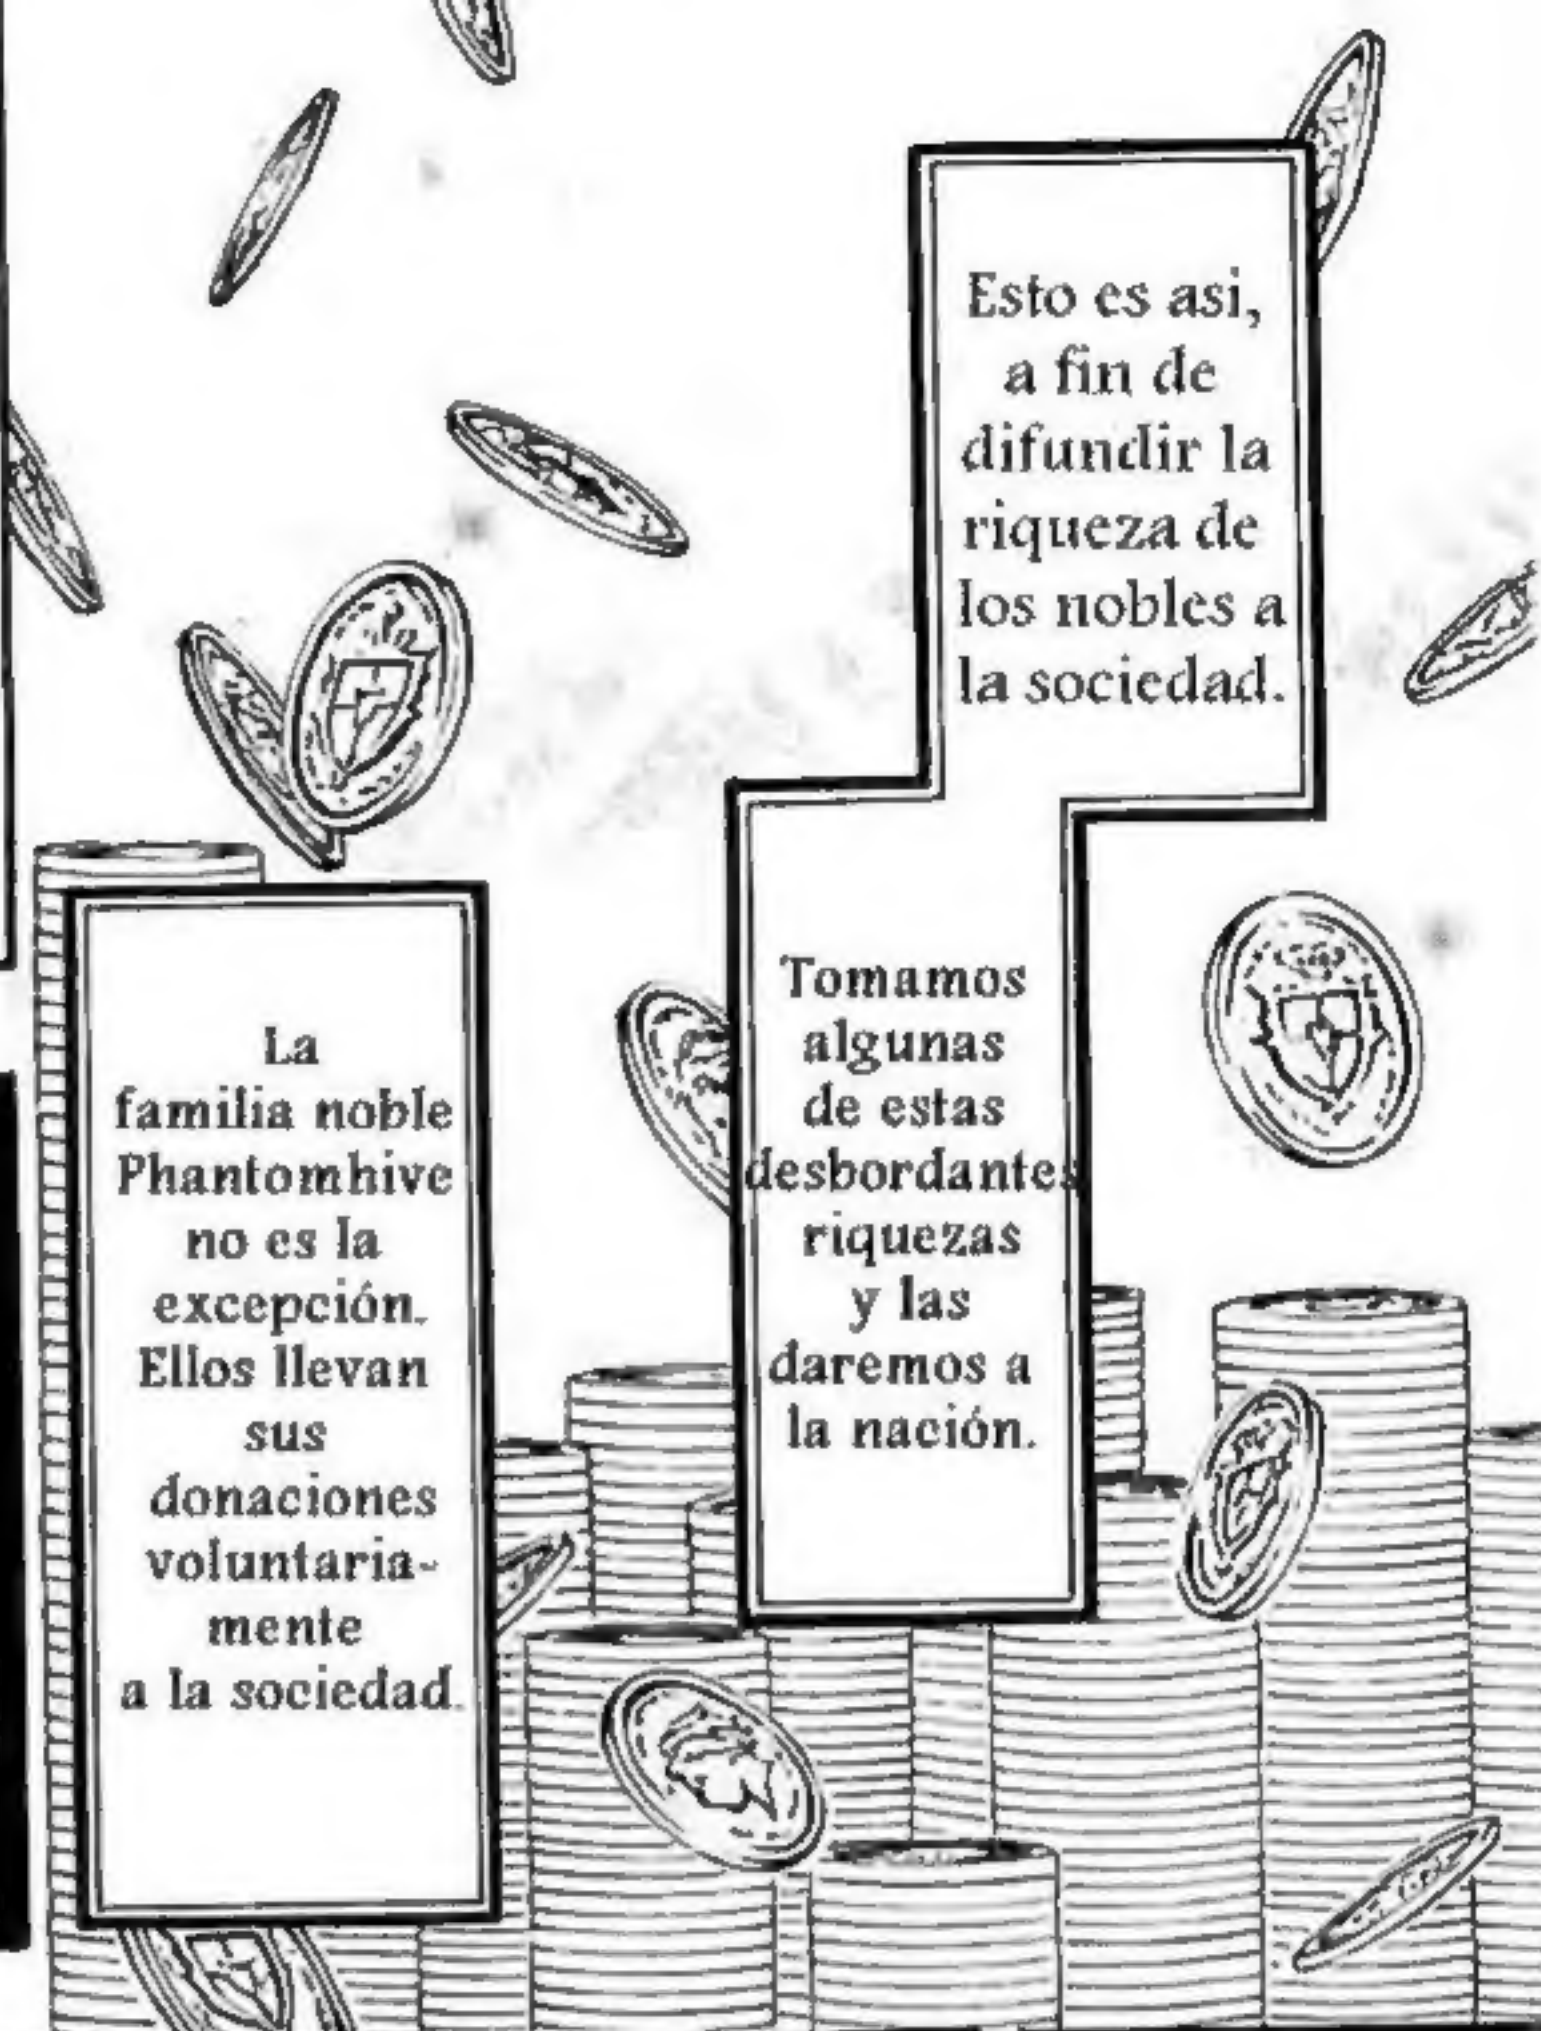 Esto es asi,
a fin de
difundir la
riqueza de
los nobles a
la sociedad.
Tomamos
algunas
de estas
desbordantes
riquezas
y las
daremos a
la nación.
La
familia noble
Phantomhive
no es la
excepción.
Ellos llevan
sus
donaciones
voluntaria-
mente
a la sociedad.